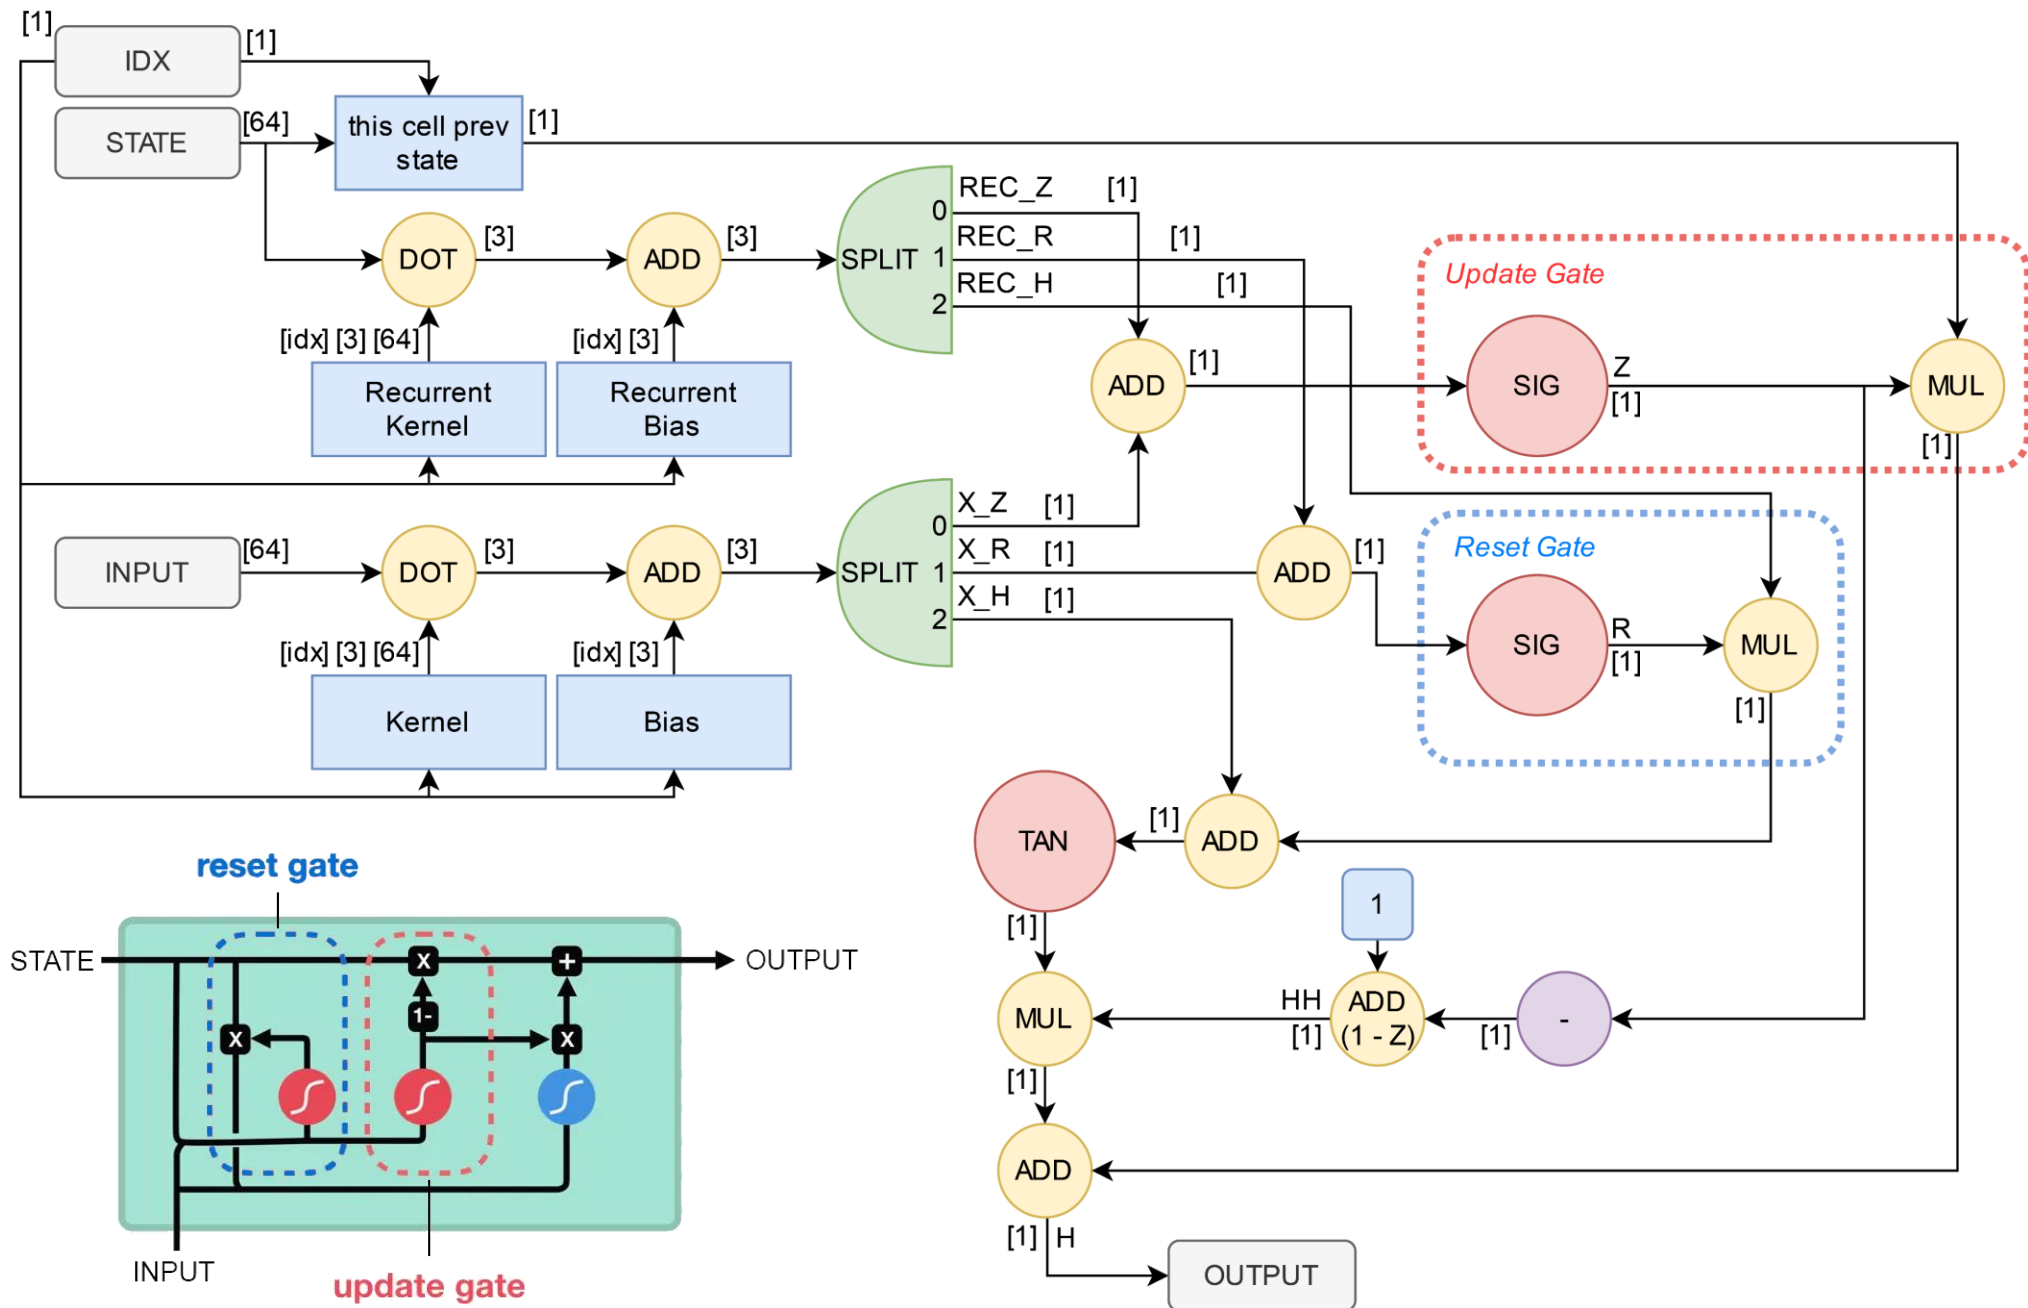 [1]
IDX
[1]
STATE
[64]
this cell prev
state
[1]
DOT
[3]
ADD
[3]
SPLIT
0
1
2
REC_Z
[1]
REC_R
[1]
REC_H
[1]
[idx] [3] [64]
[idx] [3]
Recurrent
Kernel
Recurrent
Bias
ADD
[1]
Update Gate
SIG
Z
[1]
MUL
[1]
INPUT
[64]
DOT
[3]
ADD
[3]
SPLIT
0
1
2
X_Z
[1]
X_R
[1]
X_H
[1]
[idx] [3] [64]
[idx] [3]
Kernel
Bias
ADD
[1]
Reset Gate
SIG
R
[1]
MUL
[1]
TAN
[1]
ADD
[1]
1
MUL
[1]
HH
[1]
ADD
(1 - Z)
[1]
-
ADD
[1]
H
OUTPUT
reset gate
STATE
X
+
OUTPUT
1-
X
X
INPUT
update gate